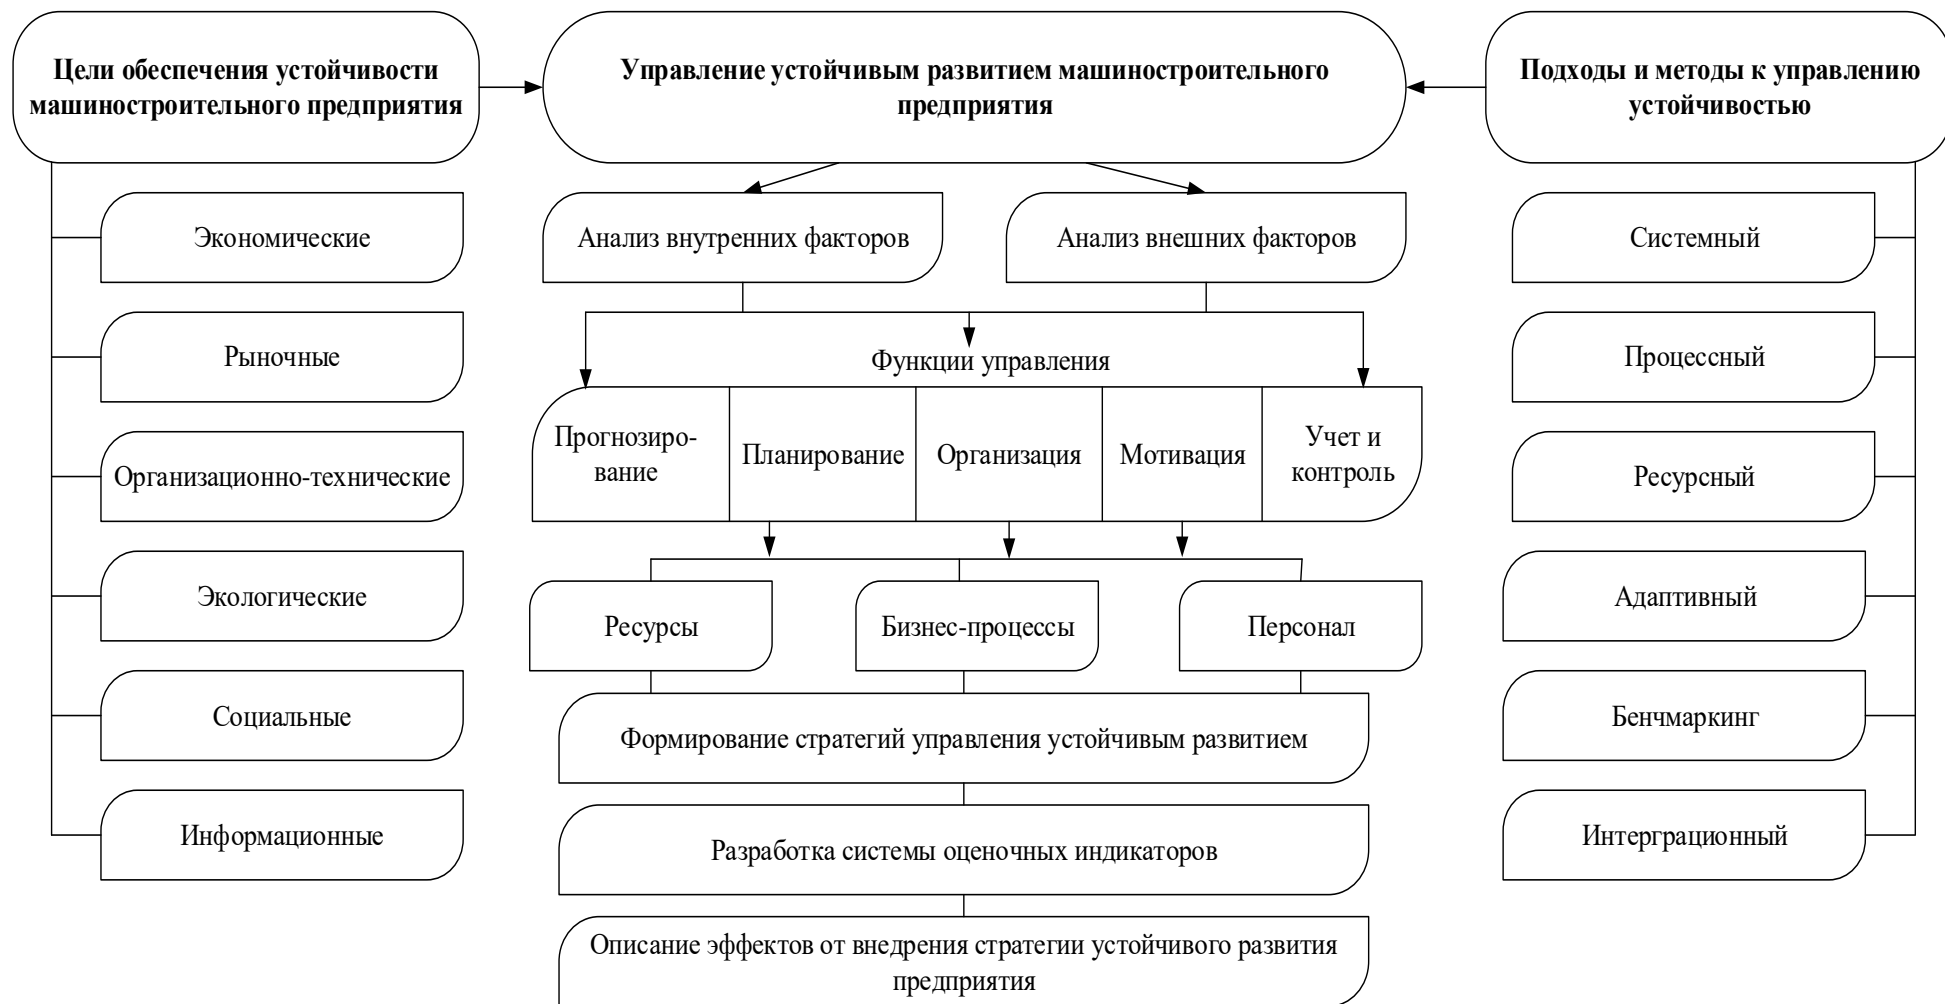 Цели обеспечения устойчивости
машиностроительного предприятия
Экономические
Рыночные
Организационно-технические
Экологические
Социальные
Информационные
Управление устойчивым развитием машиностроительного
предприятия
Анализ внутренних факторов
Анализ внешних факторов
Функции управления
Прогнозиро-
вание
Планирование
Организация
Мотивация
Учет и
контроль
Ресурсы
Бизнес-процессы
Персонал
Формирование стратегий управления устойчивым развитием
Разработка системы оценочных индикаторов
Описание эффектов от внедрения стратегии устойчивого развития
предприятия
Подходы и методы к управлению
устойчивостью
Системный
Процессный
Ресурсный
Адаптивный
Бенчмаркинг
Интерграционный